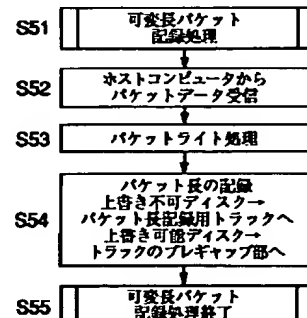 S51
可変長パケット
記録処理
S52
ホストコンピュータから
パケットデータ受信
S53
パケットライト処理
S54
パケット長の記録
上書き不可ディスク→
パケット長記録用トラックへ
上書き可能ディスク→
トラックのプレギャップ部へ
S55
可変長パケット
記録処理終了